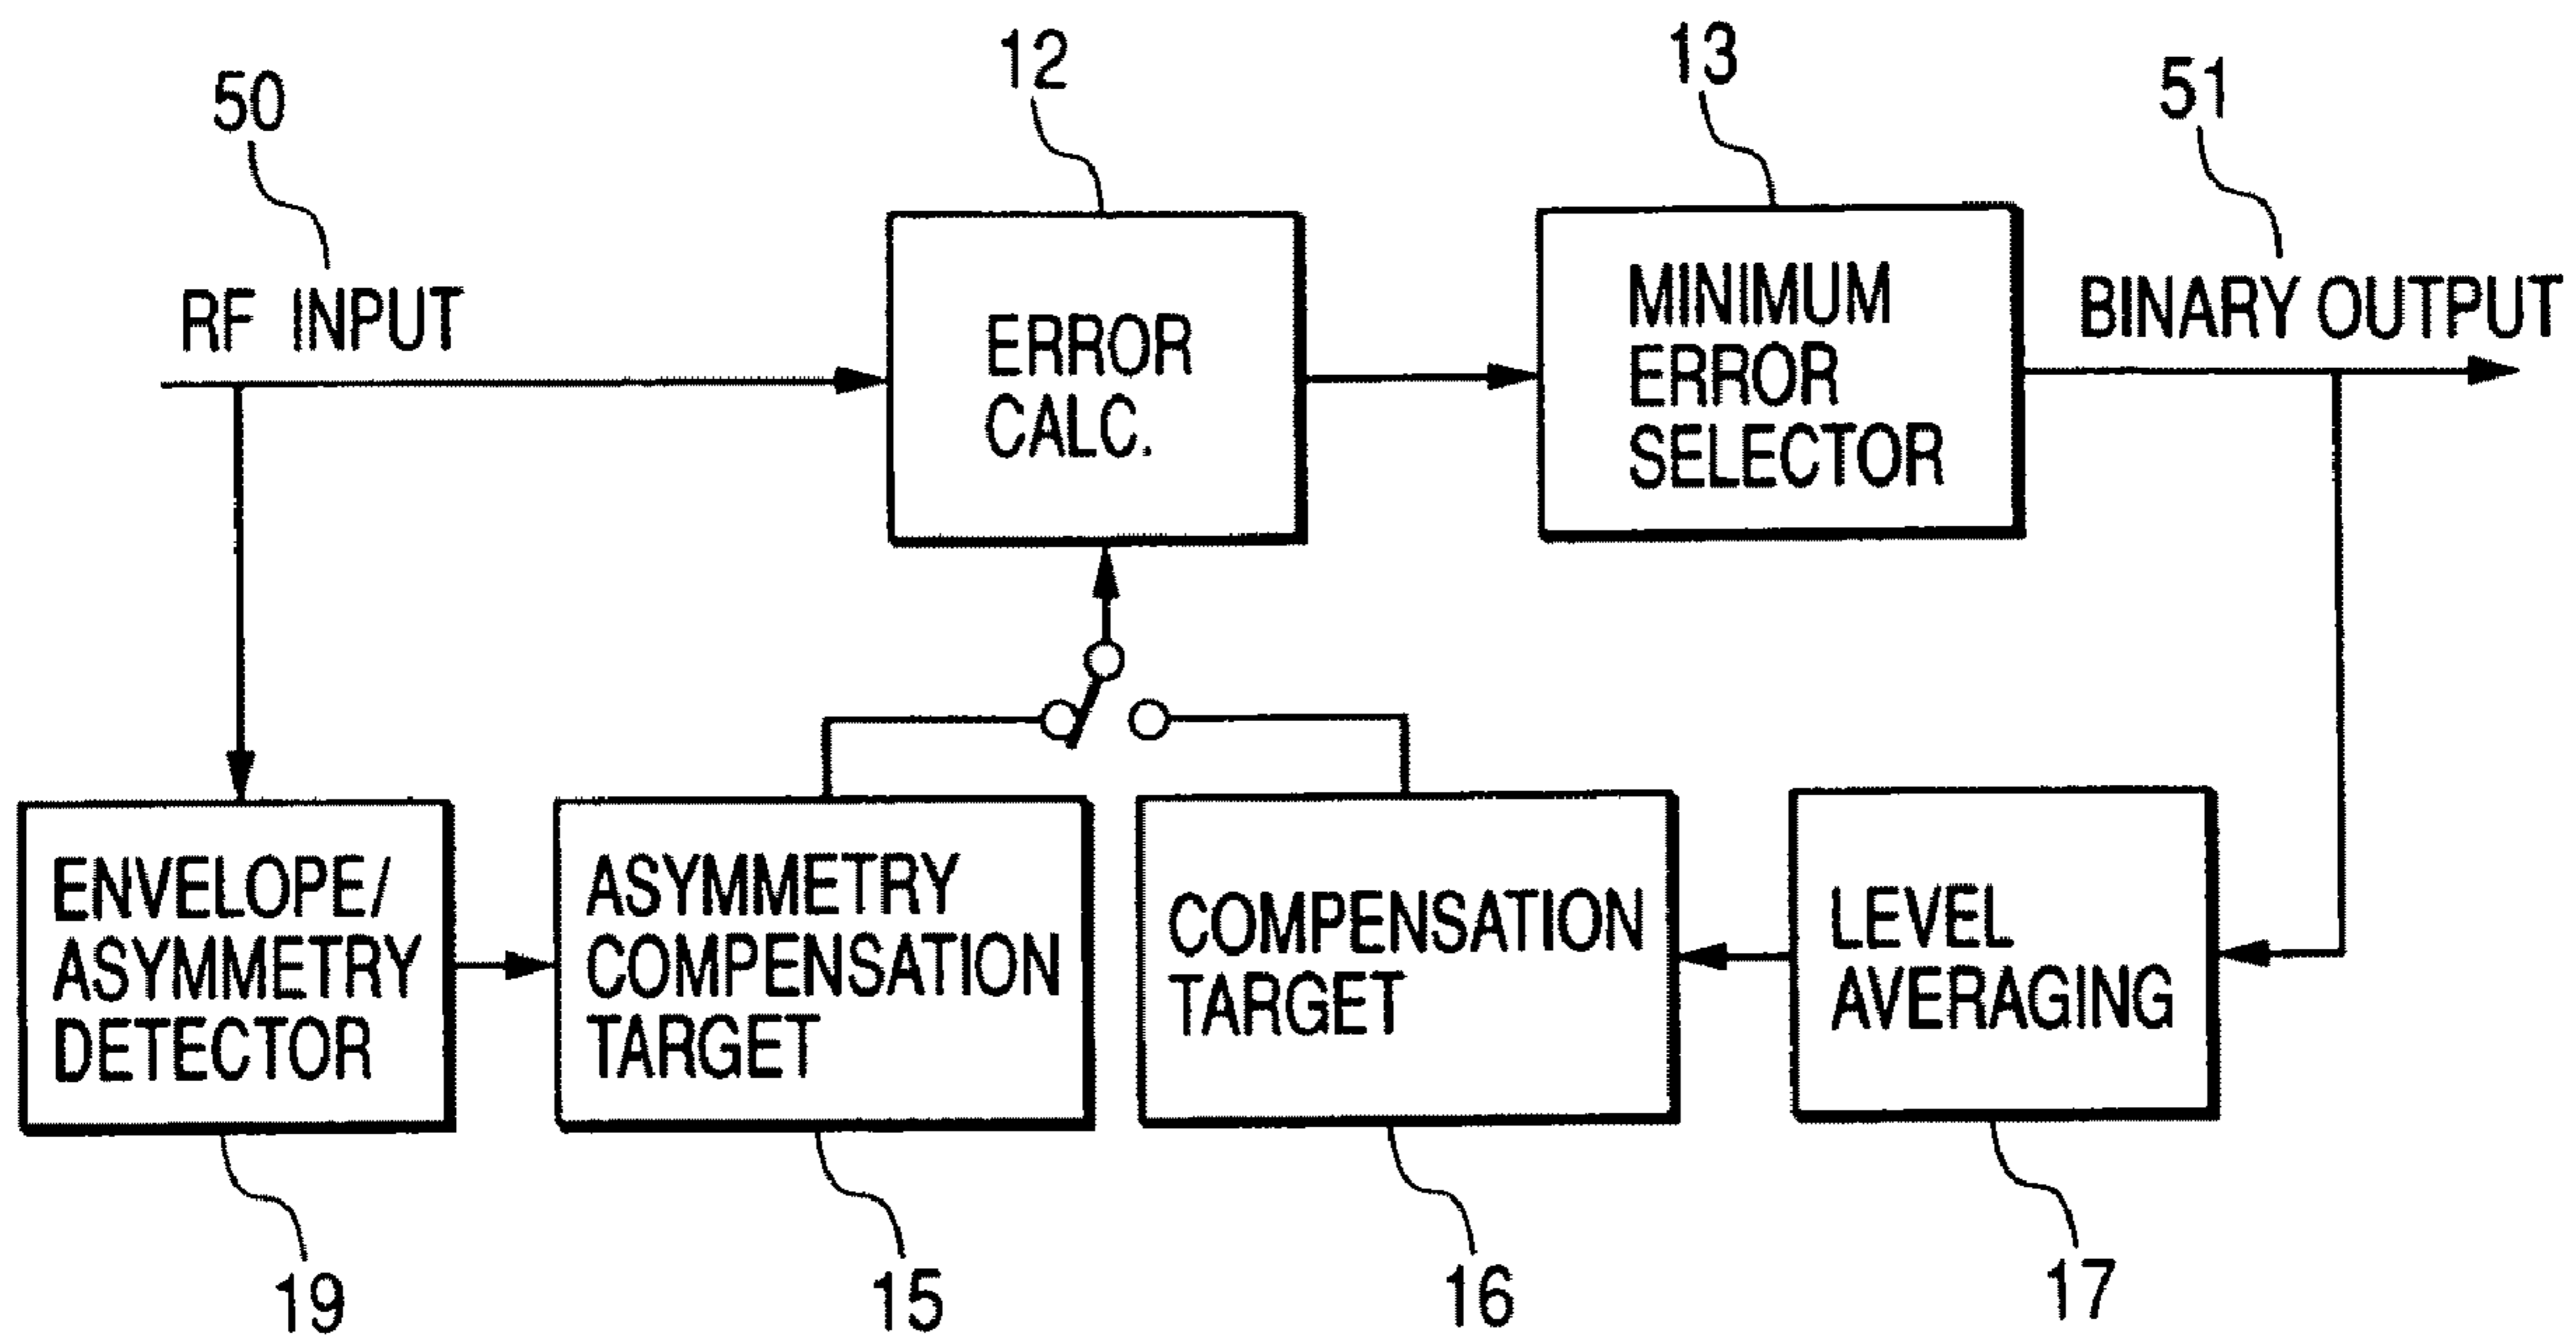 50
12
13
51
RF INPUT
ERROR
CALC.
MINIMUM
ERROR
SELECTOR
BINARY OUTPUT
ENVELOPE/
ASYMMETRY
DETECTOR
ASYMMETRY
COMPENSATION
TARGET
COMPENSATION
TARGET
LEVEL
AVERAGING
19
15
16
17